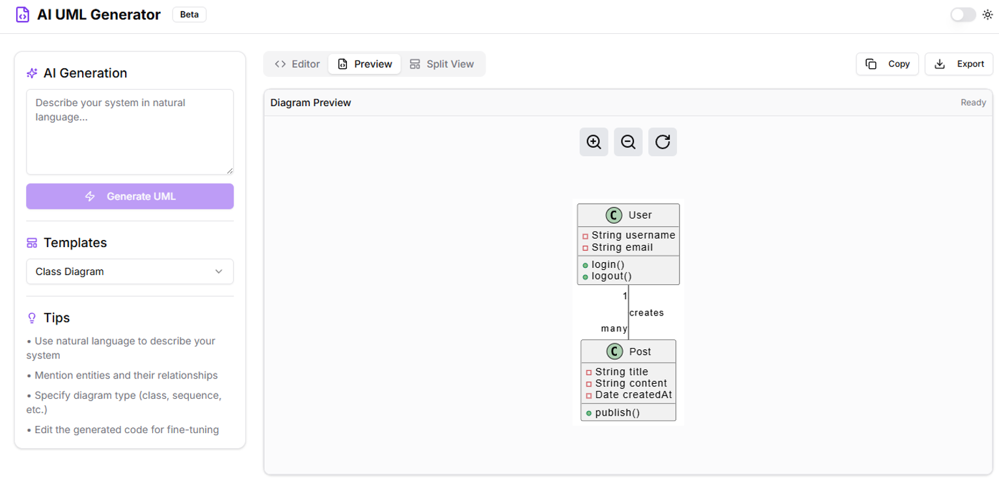 AI UML Generator
Beta
AI Generation
Describe your system in natural
language...
Generate UML
Templates
Class Diagram
Tips
• Use natural language to describe your
system
• Mention entities and their relationships
• Specify diagram type (class, sequence,
etc.)
• Edit the generated code for fine-tuning
Editor
Preview
Split View
Copy
Export
Diagram Preview
Ready
C User
String username
String email
login()
logout()
1
creates
many
C Post
String title
String content
Date createdAt
publish()